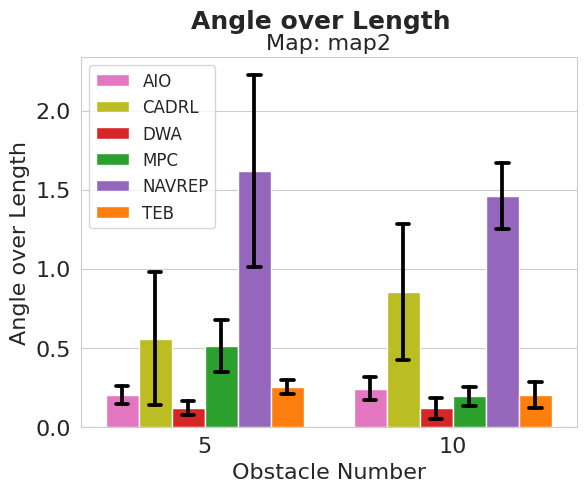 Angle over Length
Map: map2
AIO
CADRL
DWA
MPC
NAVREP
TEB
Angle over Length
2.0
1.5
1.0
0.5
0.0
5
10
Obstacle Number